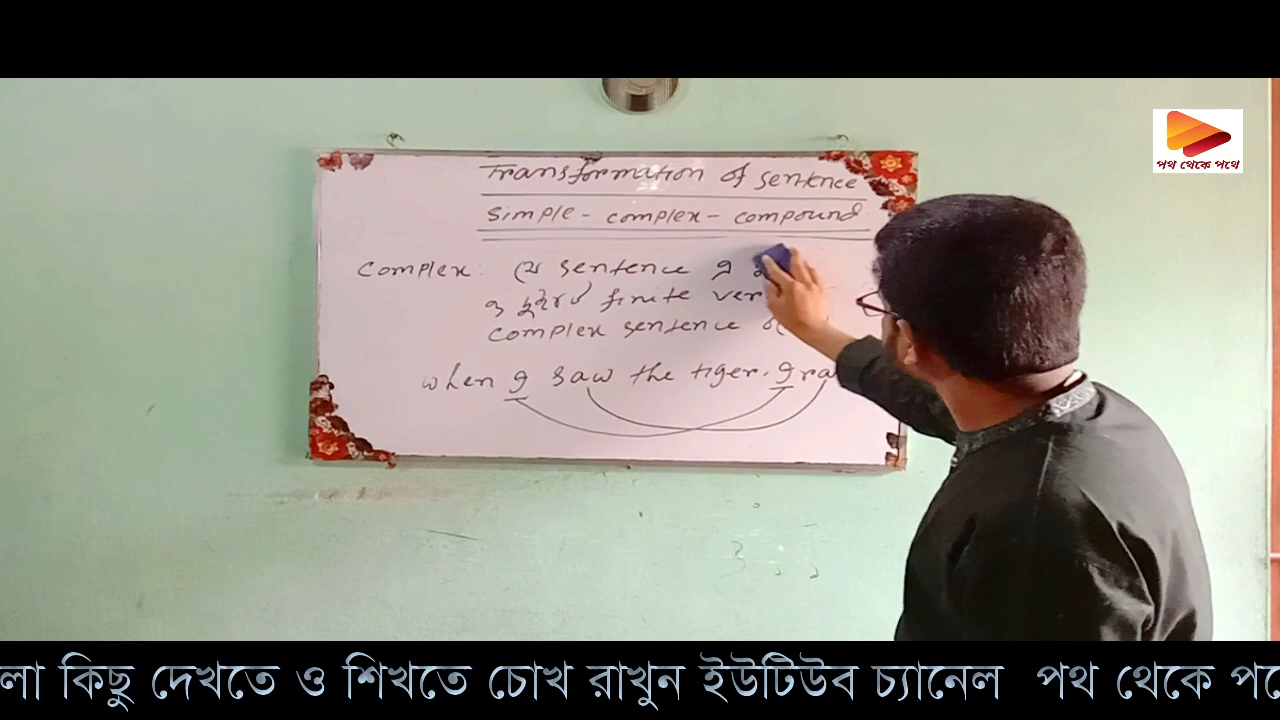 Transformation of sentence
simple - complex - compound
পথ থেকে পথে
complex: যে sentence এ
ও দুইটি finite ver
complex sentence
when I saw the tiger, I ra
লা কিছু দেখতে ও শিখতে চোখ রাখুন ইউটিউব চ্যানেল পথ থেকে পথে